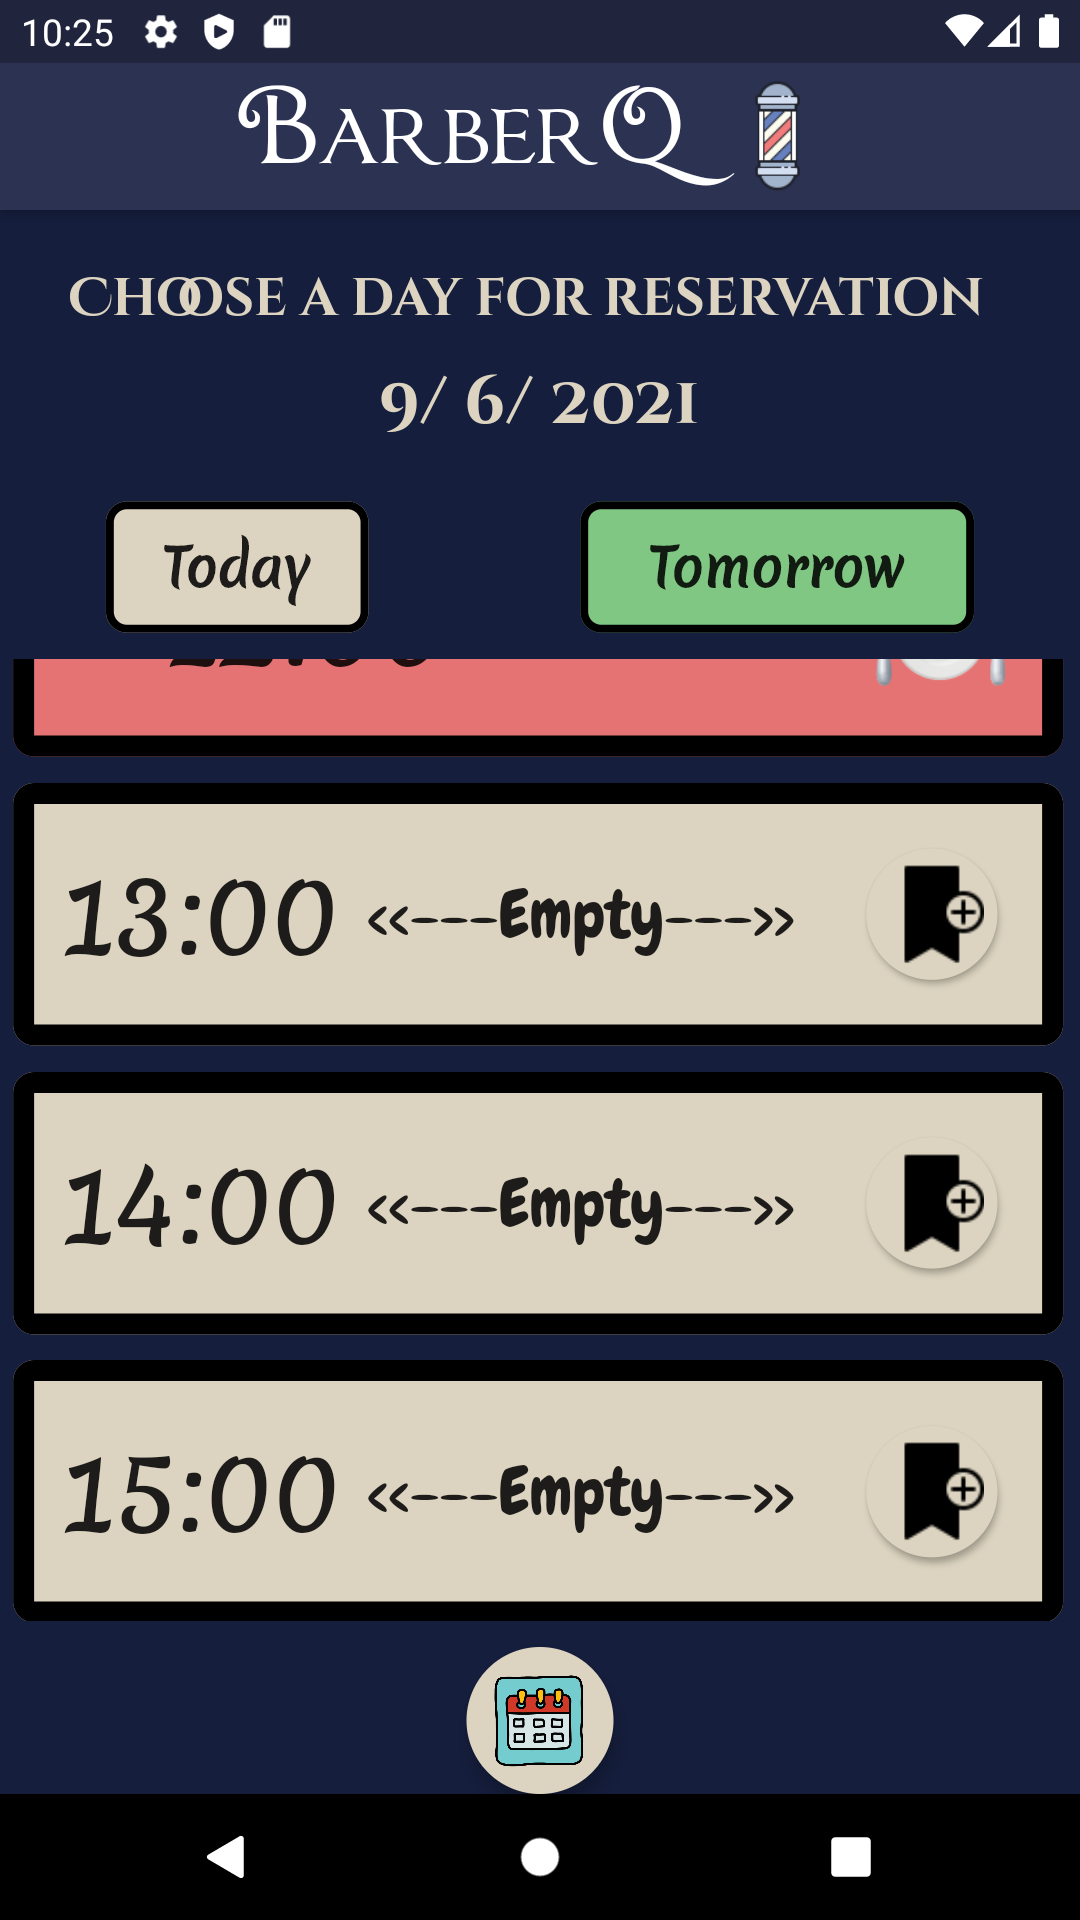 10:25
BarberQ
Choose a day for reservation
9/ 6/ 2021
Today Tomorrow
13:00 <<---Empty--->>
14:00 <<---Empty--->>
15:00 <<---Empty--->>